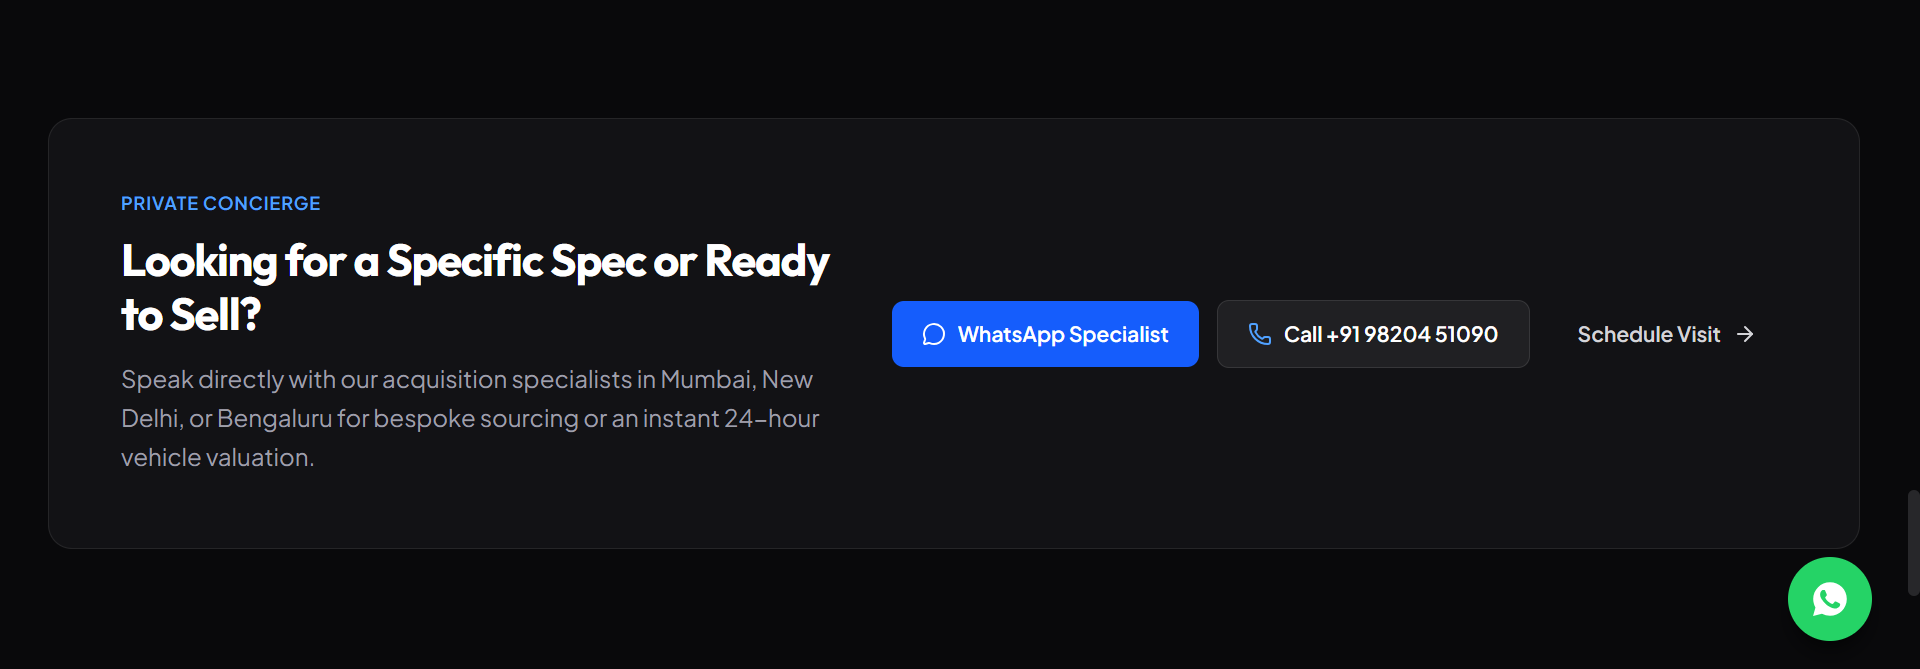 PRIVATE CONCIERGE
Looking for a Specific Spec or Ready
to Sell?
Speak directly with our acquisition specialists in Mumbai, New
Delhi, or Bengaluru for bespoke sourcing or an instant 24–hour
vehicle valuation.
WhatsApp Specialist
Call +91 98204 51090
Schedule Visit